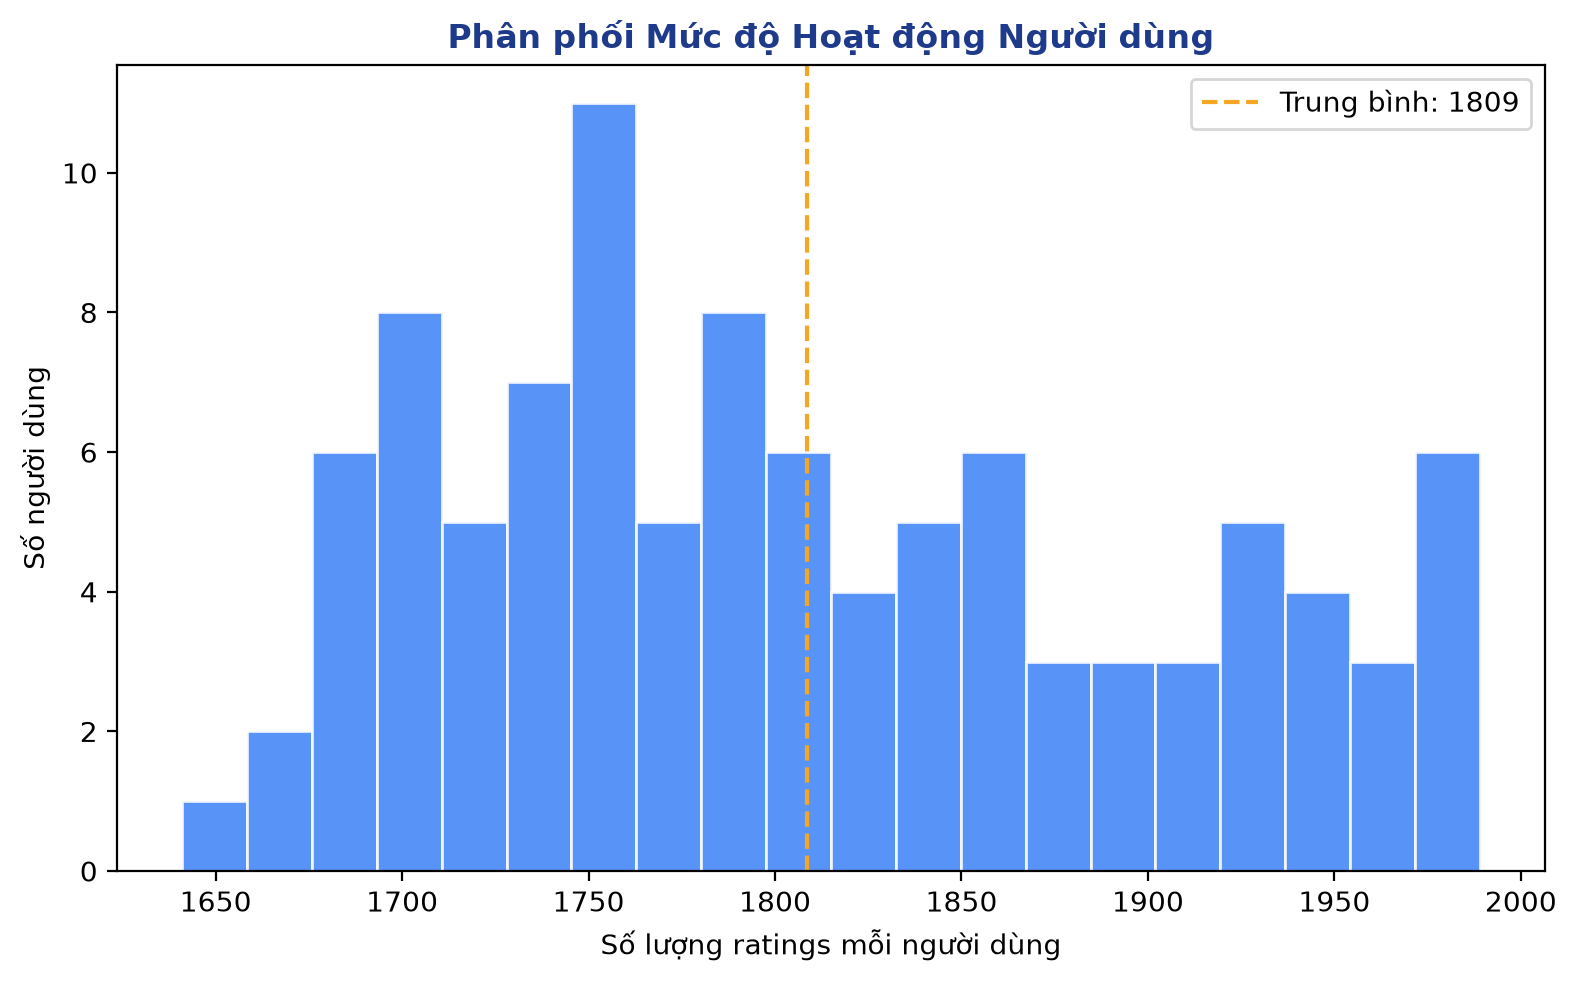 Phân phối Mức độ Hoạt động Người dùng
Trung bình: 1809
Số người dùng
10
8
6
4
2
0
1650 1700 1750 1800 1850 1900 1950 2000
Số lượng ratings mỗi người dùng